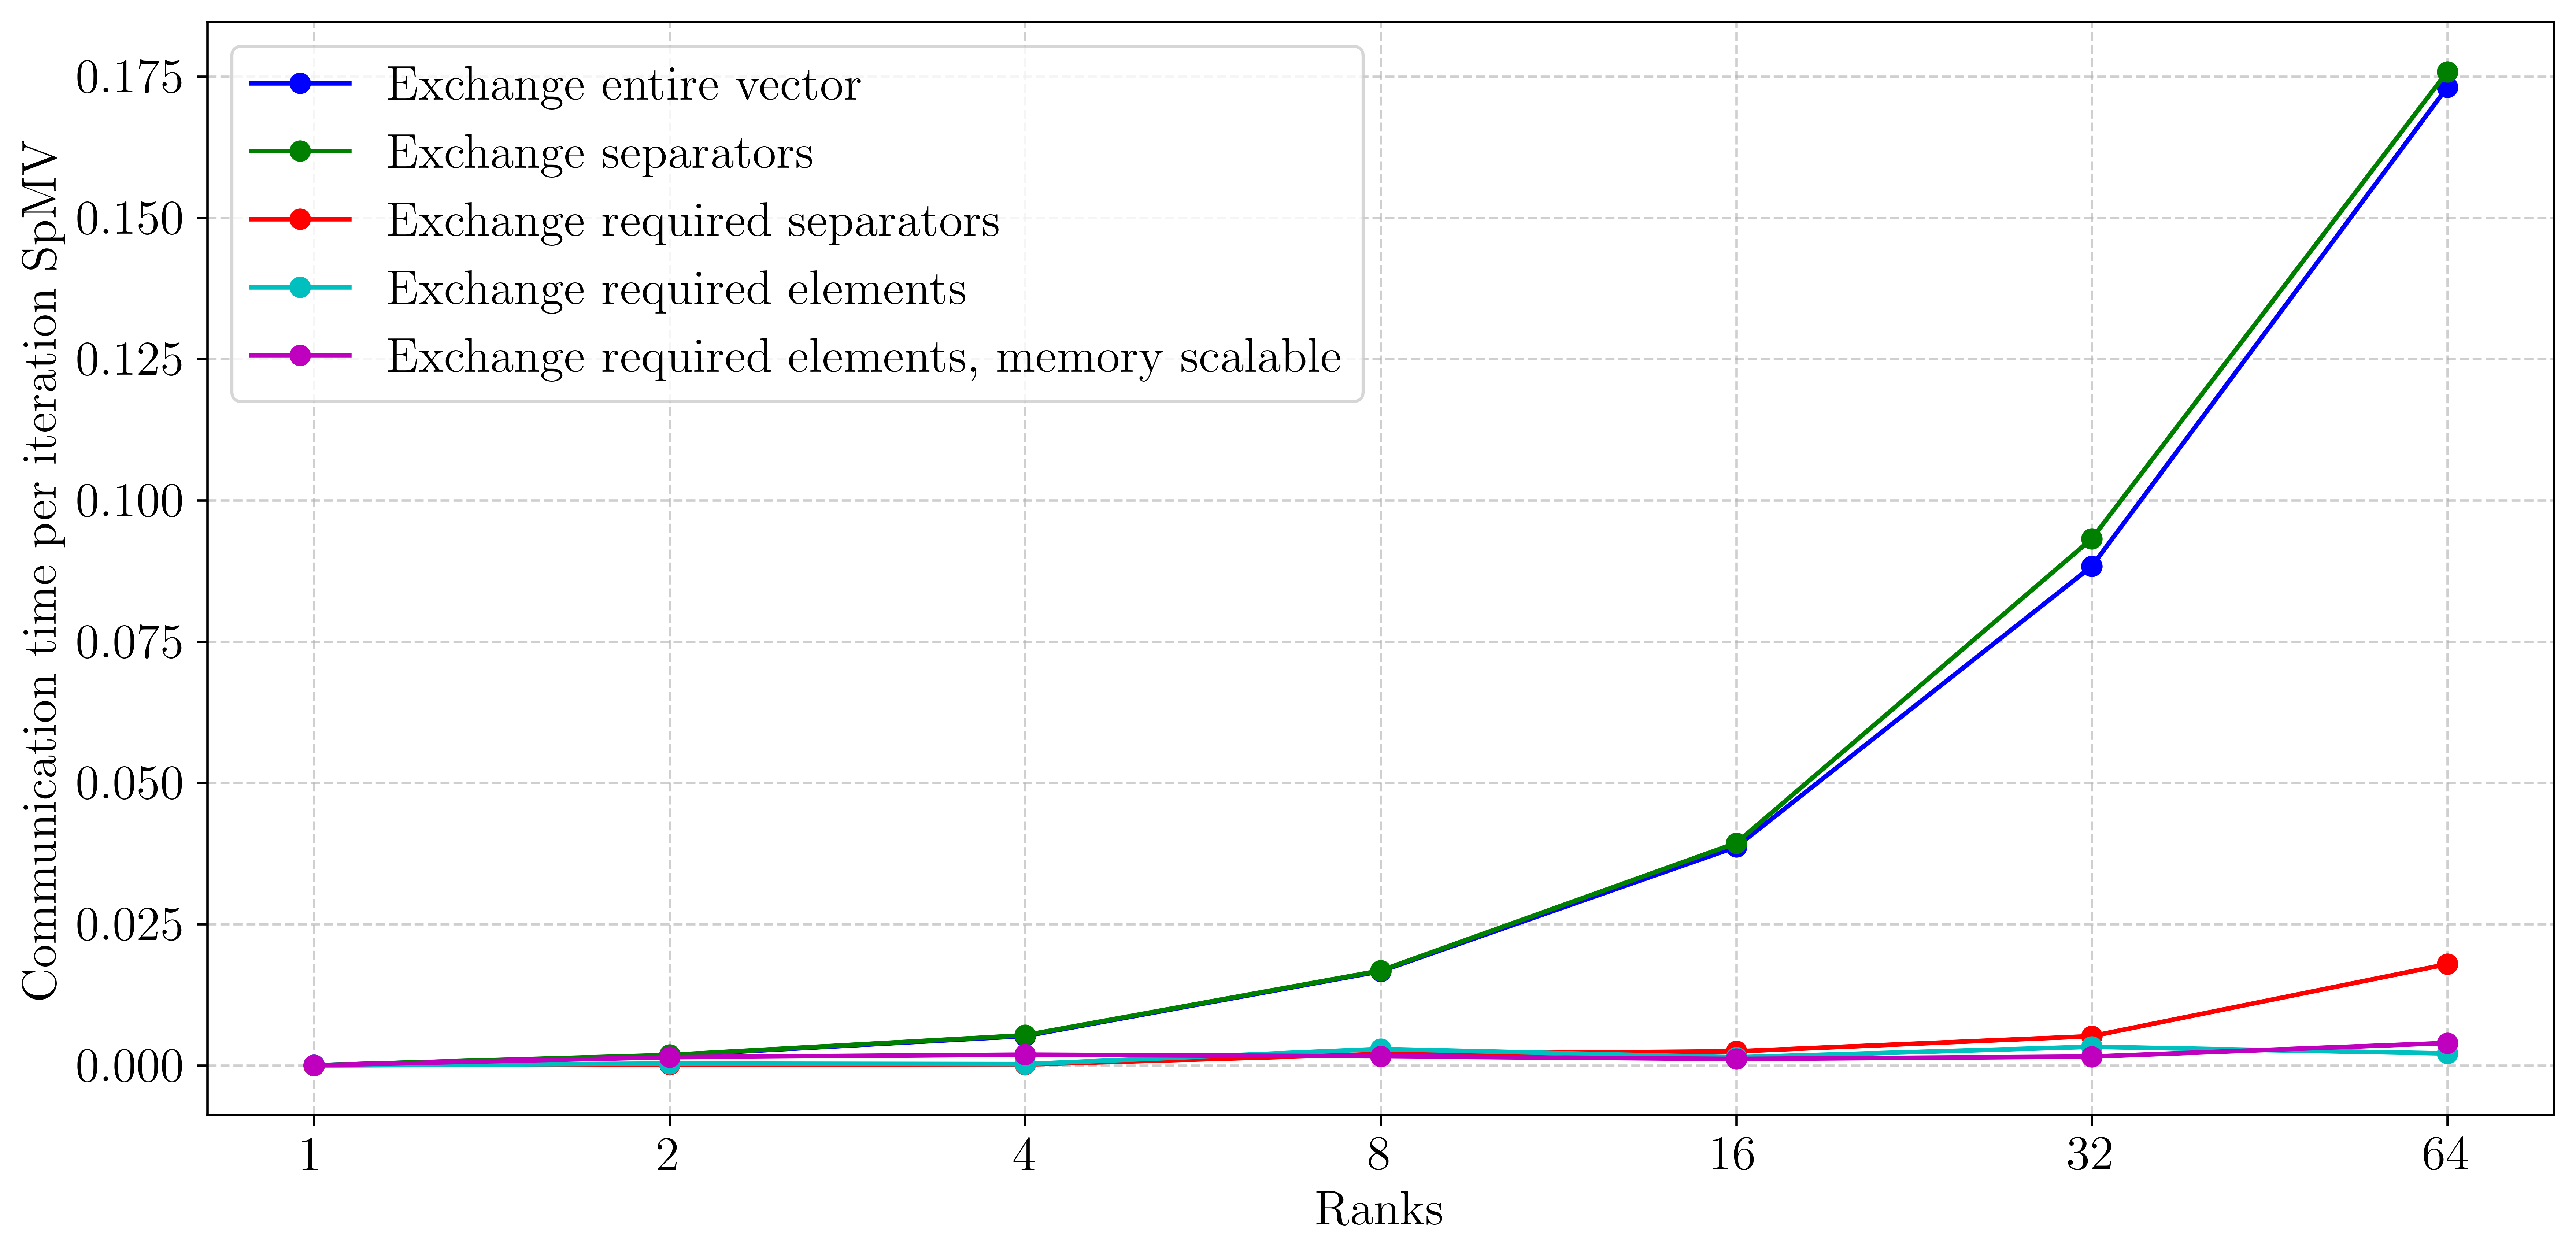 Communication time per iteration SpMV
0.175
0.150
0.125
0.100
0.075
0.050
0.025
0.000
Exchange entire vector
Exchange separators
Exchange required separators
Exchange required elements
Exchange required elements, memory scalable
1 2 4 8 16 32 64
Ranks